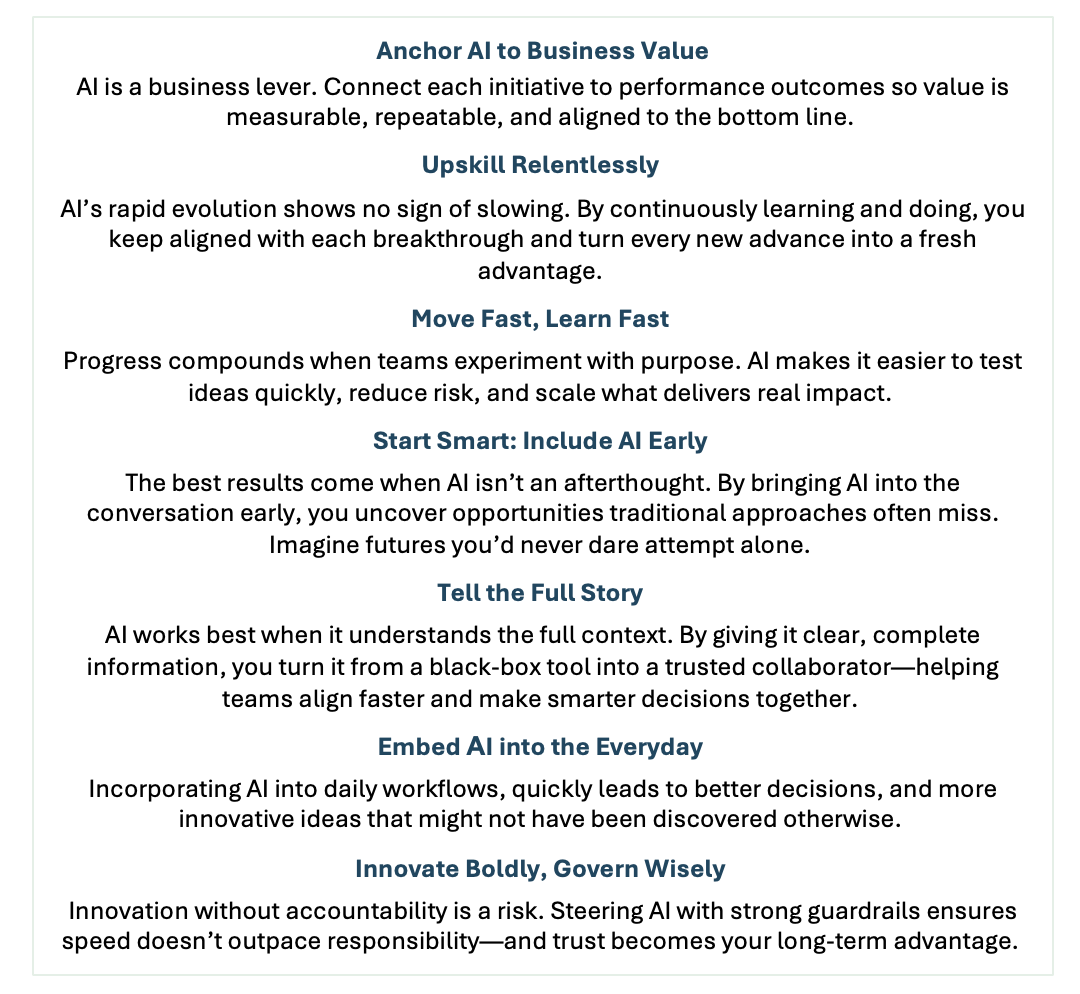 Anchor AI to Business Value
AI is a business lever. Connect each initiative to performance outcomes so value is
measurable, repeatable, and aligned to the bottom line.
Upskill Relentlessly
AI’s rapid evolution shows no sign of slowing. By continuously learning and doing, you
keep aligned with each breakthrough and turn every new advance into a fresh
advantage.
Move Fast, Learn Fast
Progress compounds when teams experiment with purpose. AI makes it easier to test
ideas quickly, reduce risk, and scale what delivers real impact.
Start Smart: Include AI Early
The best results come when AI isn’t an afterthought. By bringing AI into the
conversation early, you uncover opportunities traditional approaches often miss.
Imagine futures you’d never dare attempt alone.
Tell the Full Story
AI works best when it understands the full context. By giving it clear, complete
information, you turn it from a black-box tool into a trusted collaborator—helping
teams align faster and make smarter decisions together.
Embed AI into the Everyday
Incorporating AI into daily workflows, quickly leads to better decisions, and more
innovative ideas that might not have been discovered otherwise.
Innovate Boldly, Govern Wisely
Innovation without accountability is a risk. Steering AI with strong guardrails ensures
speed doesn’t outpace responsibility—and trust becomes your long-term advantage.